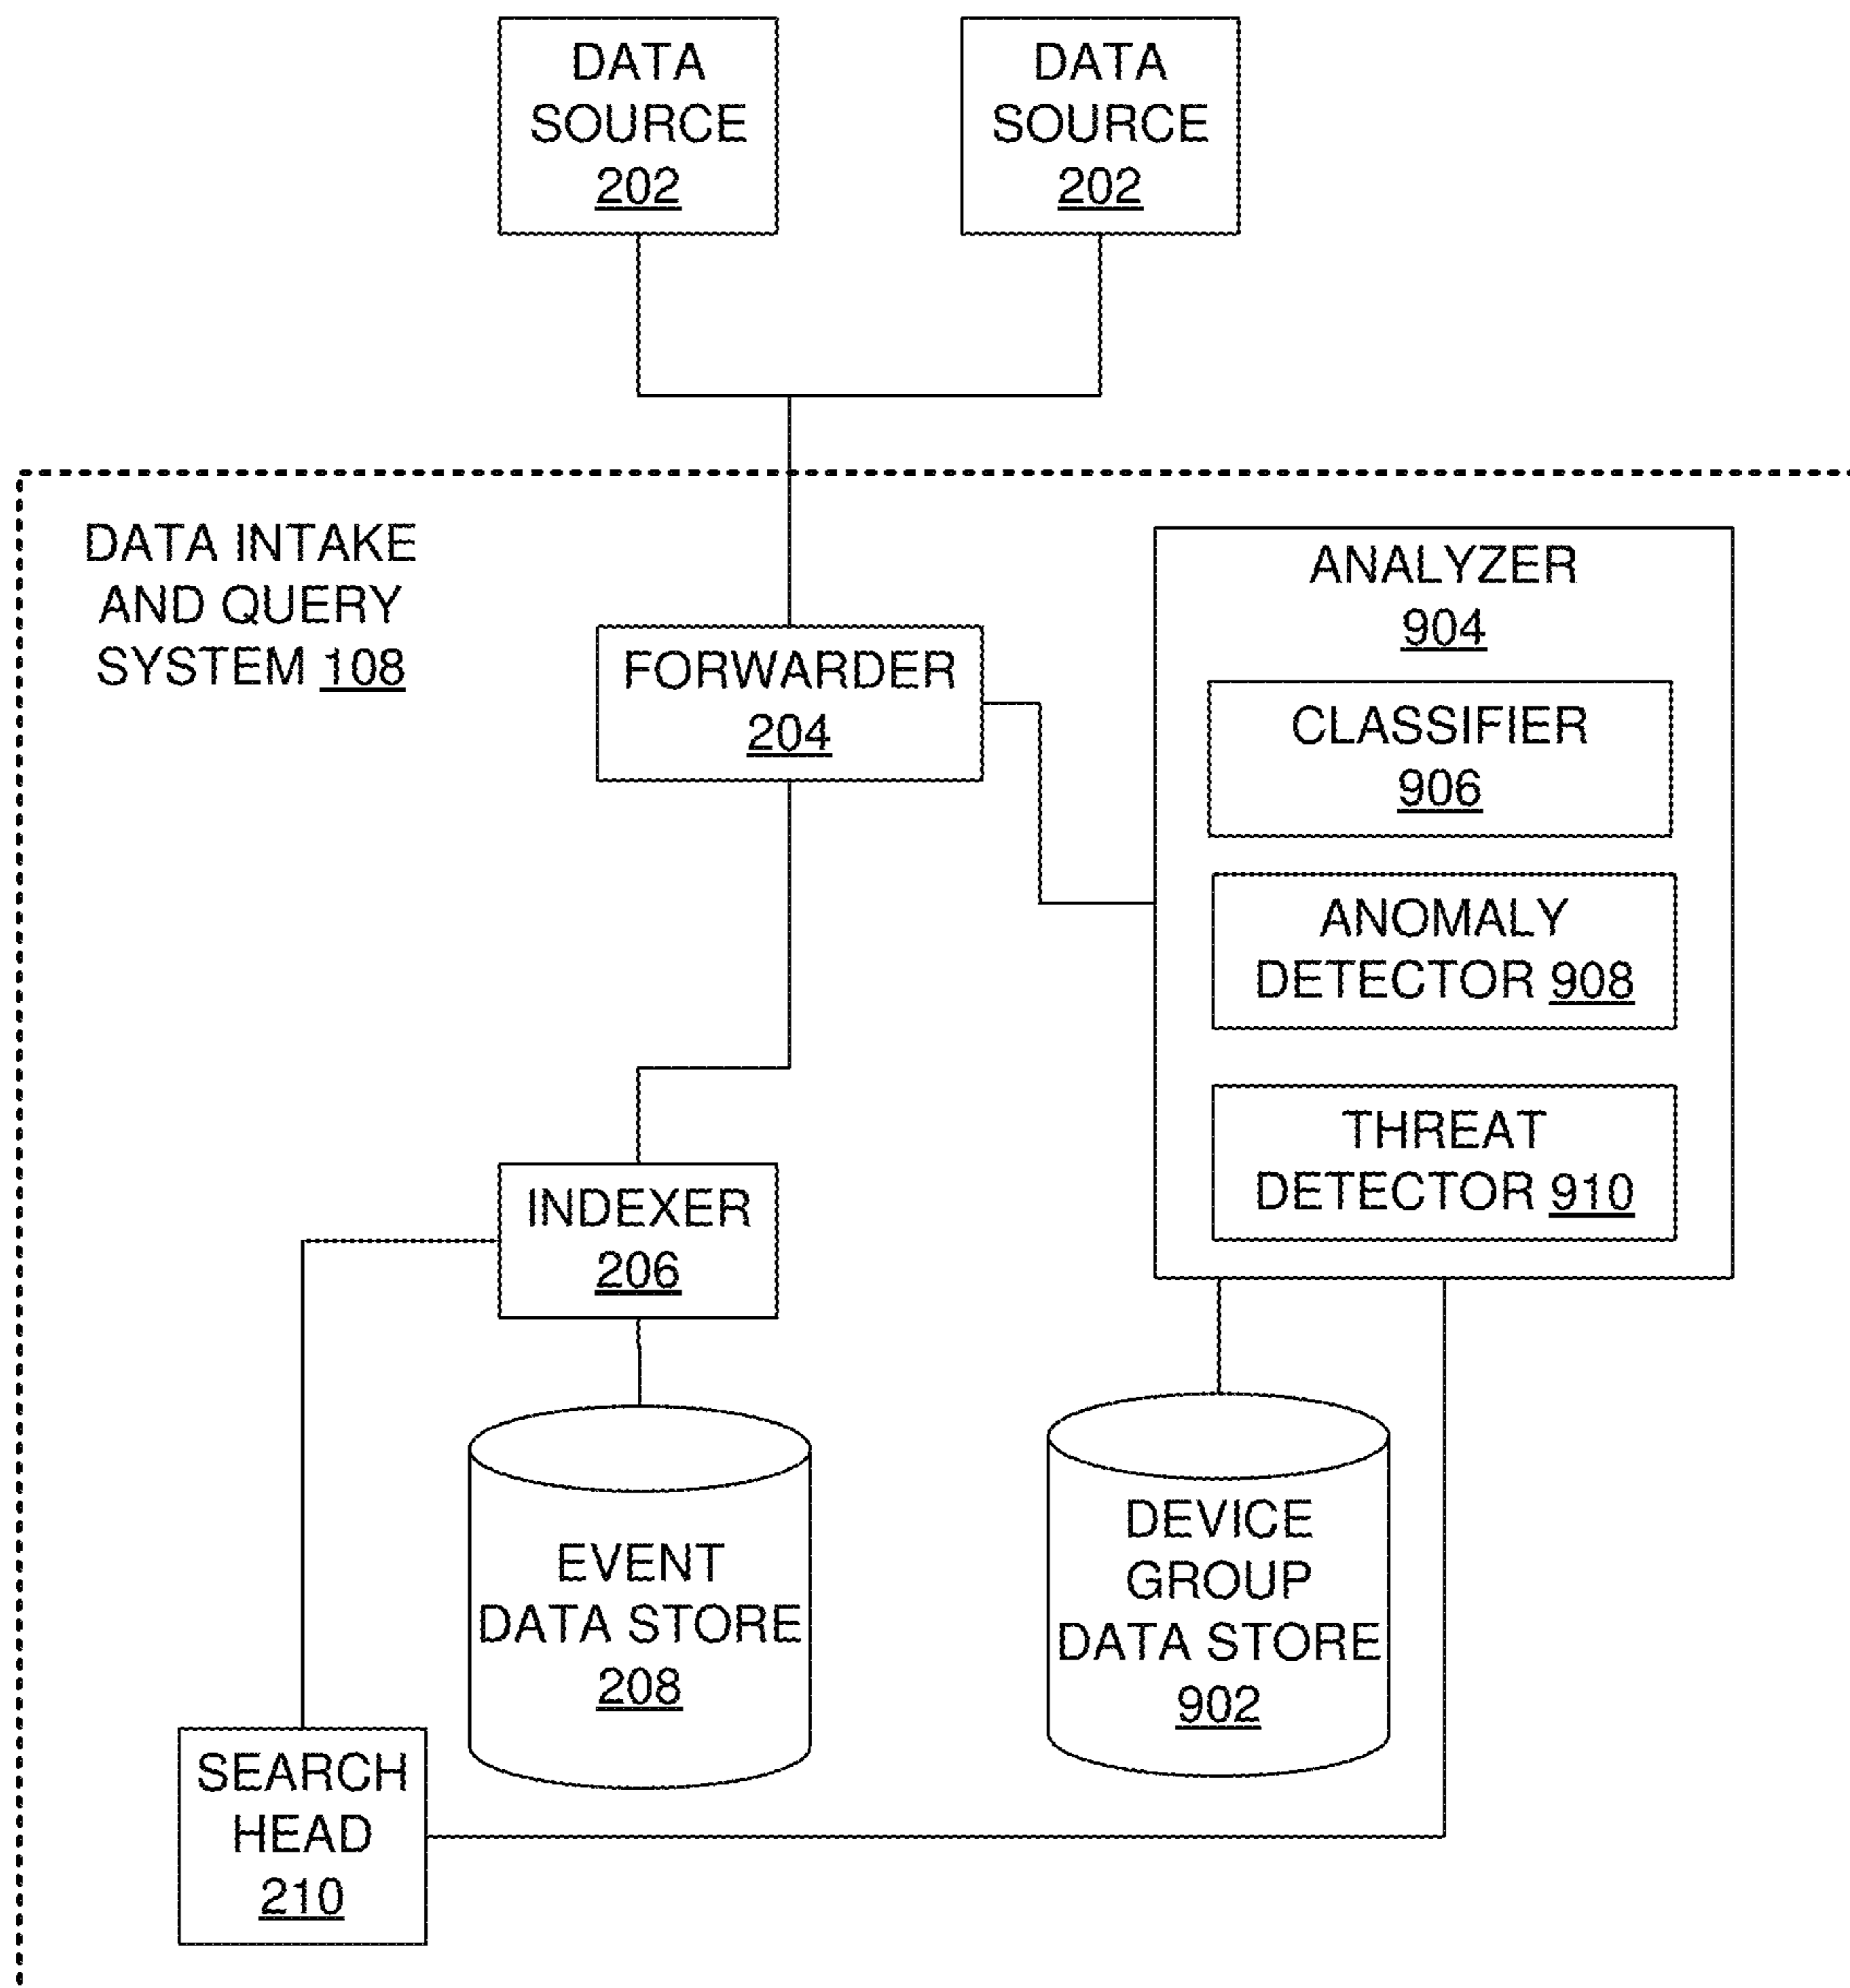 DATA
SOURCE
202
DATA
SOURCE
202
DATA INTAKE
AND QUERY
SYSTEM 108
FORWARDER
204
ANALYZER
904
CLASSIFIER
906
ANOMALY
DETECTOR 908
THREAT
DETECTOR 910
INDEXER
206
EVENT
DATA STORE
208
DEVICE
GROUP
DATA STORE
902
SEARCH
HEAD
210